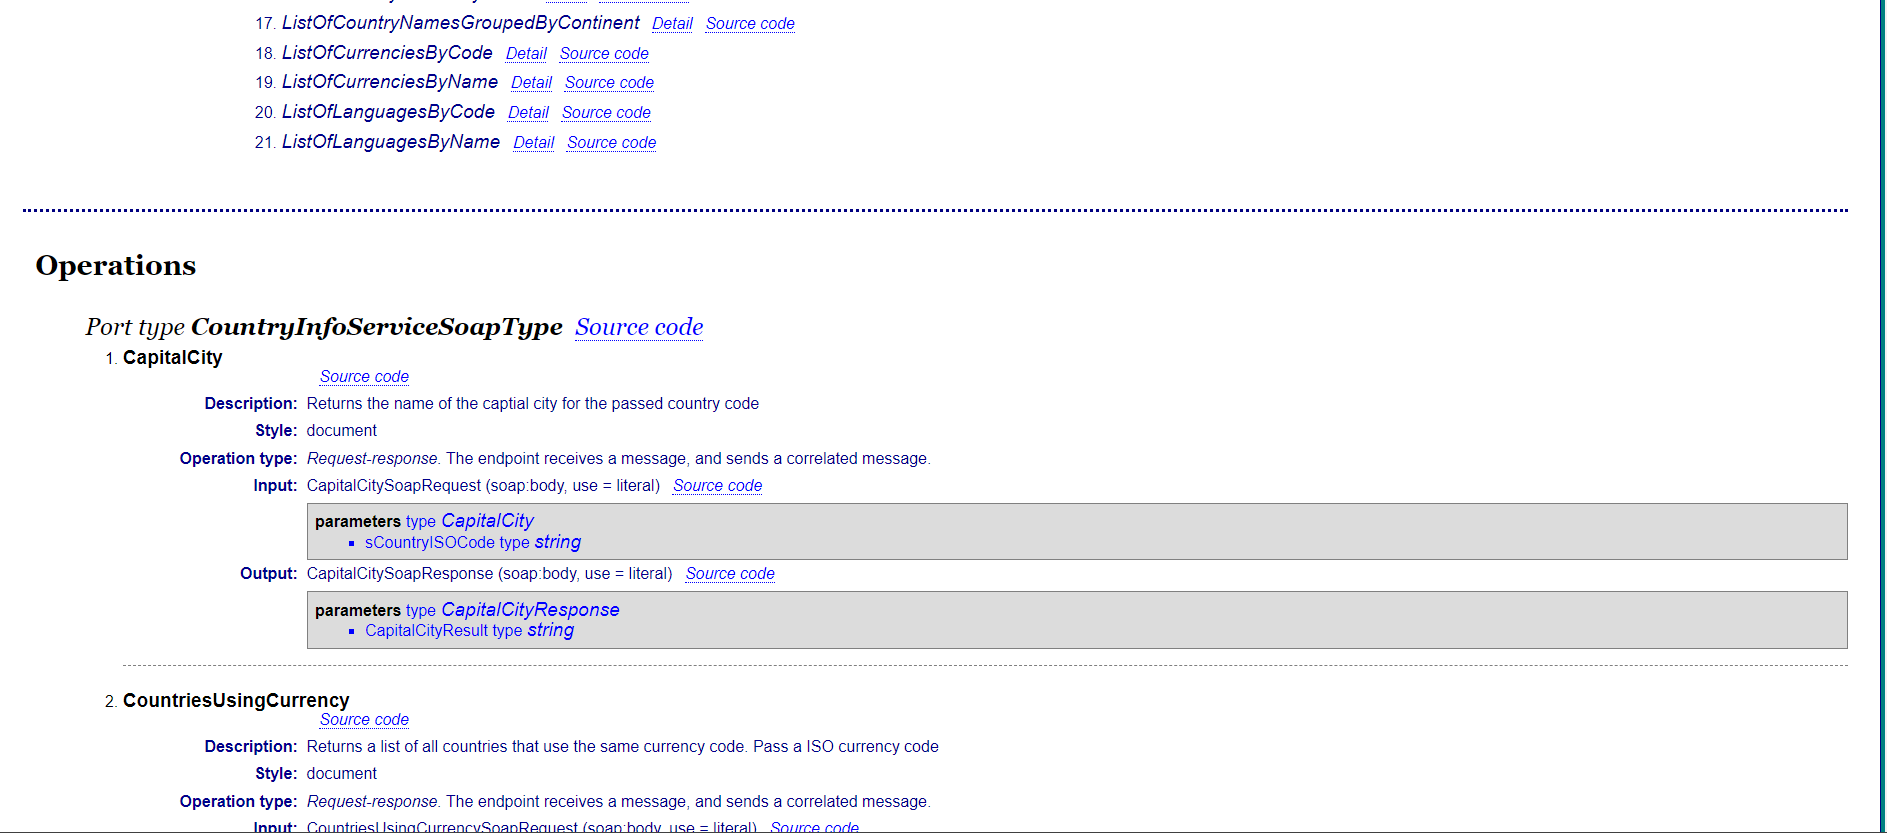 17. ListOfCountryNamesGroupedByContinent Detail Source code
18. ListOfCurrenciesByCode Detail Source code
19. ListOfCurrenciesByName Detail Source code
20. ListOfLanguagesByCode Detail Source code
21. ListOfLanguagesByName Detail Source code
Operations
Port type CountryInfoServiceSoapType Source code
1. CapitalCity
Source code
Description: Returns the name of the captial city for the passed country code
Style: document
Operation type: Request-response. The endpoint receives a message, and sends a correlated message.
Input: CapitalCitySoapRequest (soap:body, use = literal) Source code
parameters type CapitalCity
▪ sCountryISOCode type string
Output: CapitalCitySoapResponse (soap:body, use = literal) Source code
parameters type CapitalCityResponse
▪ CapitalCityResult type string
2. CountriesUsingCurrency
Source code
Description: Returns a list of all countries that use the same currency code. Pass a ISO currency code
Style: document
Operation type: Request-response. The endpoint receives a message, and sends a correlated message.
Input: CountriesUsingCurrencySoapRequest (soap:body, use = literal) Source code